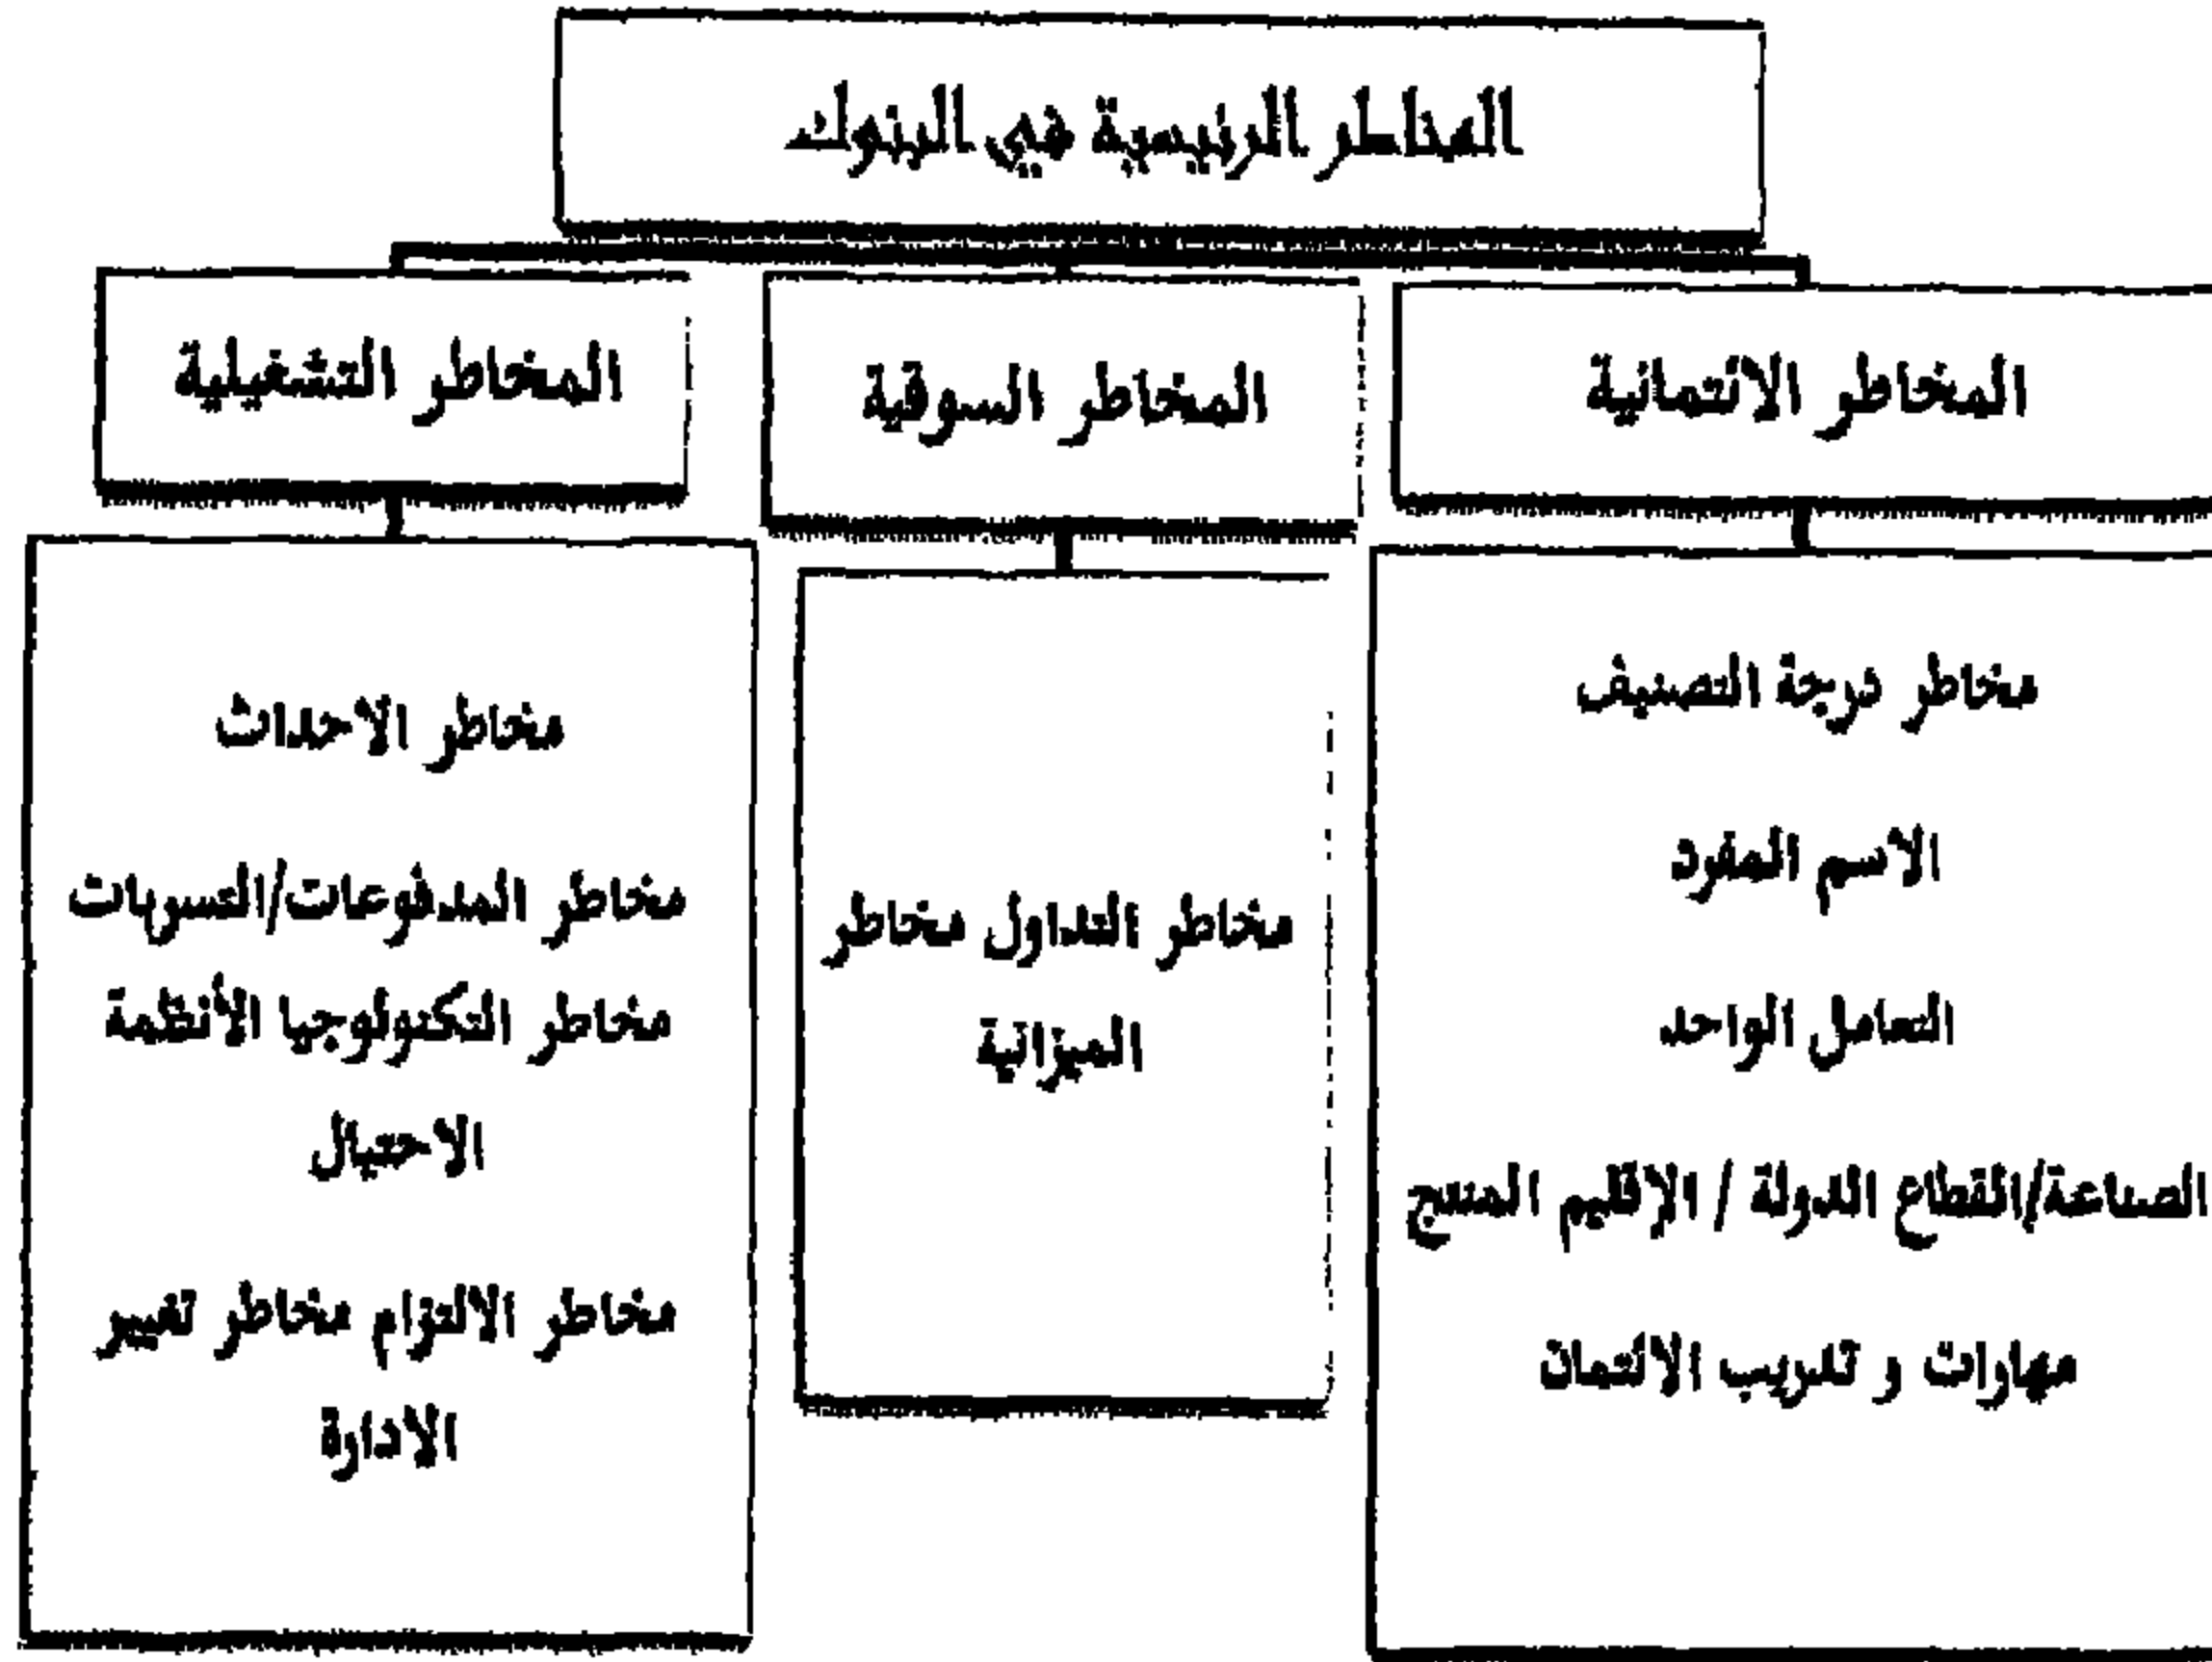 المخاطر الرئيسية في البنوك
المخاطر الائتمانية
المخاطر السوقية
المخاطر التشغيلية
مخاطر درجة التصنيف
الاسم المفرد
التعامل الواحد
الصناعة/القطاع الدولة / الإقليم المنتج
مهارات و تدريب الائتمان
مخاطر التداول مخاطر
الميزانية
مخاطر الاحداث
مخاطر المدفوعات/التسويات
مخاطر التكنولوجيا الأنظمة
الاحتيال
مخاطر الالتزام مخاطر تغيير
الادارة